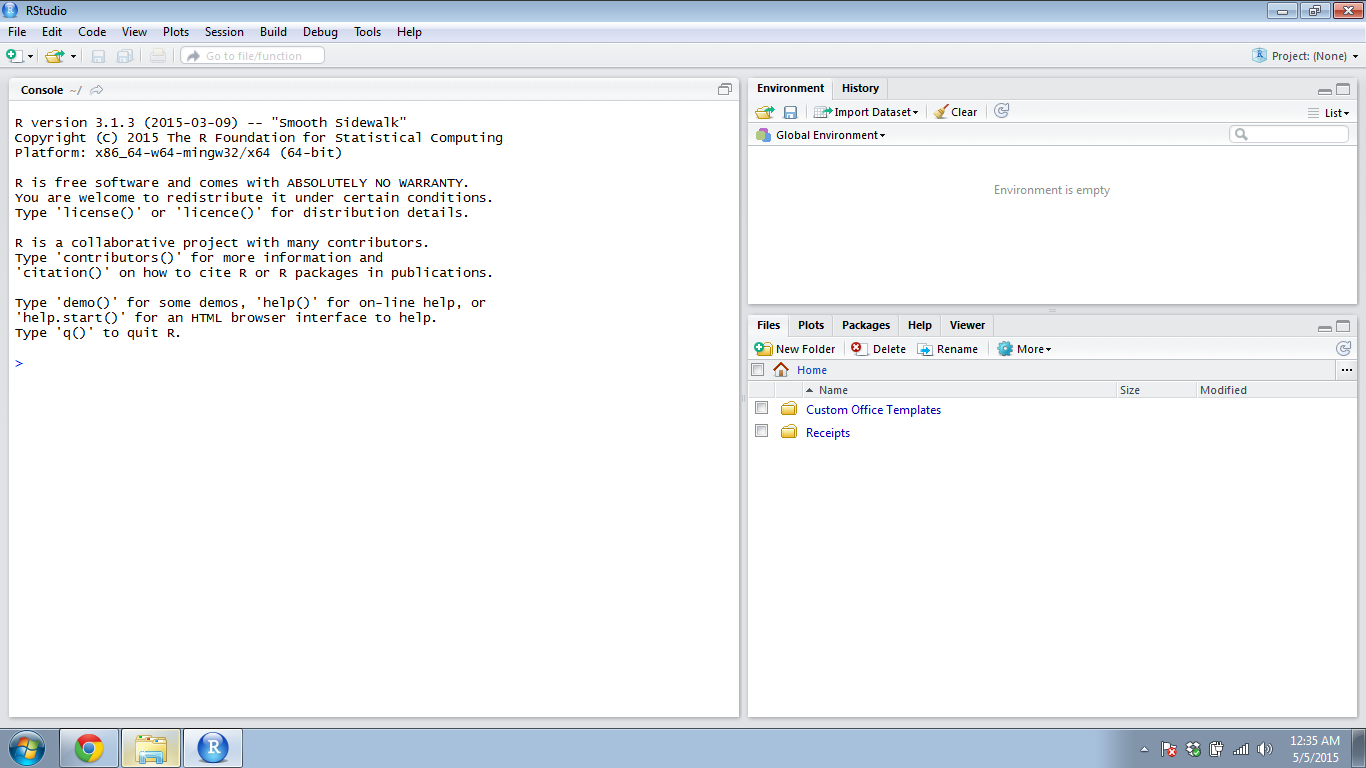 RStudio
File Edit Code View Plots Session Build Debug Tools Help
Go to file/function
Project: (None)
Console ~/
R version 3.1.3 (2015-03-09) -- "Smooth Sidewalk"
Copyright (C) 2015 The R Foundation for Statistical Computing
Platform: x86_64-w64-mingw32/x64 (64-bit)
R is free software and comes with ABSOLUTELY NO WARRANTY.
You are welcome to redistribute it under certain conditions.
Type 'license()' or 'licence()' for distribution details.
R is a collaborative project with many contributors.
Type 'contributors()' for more information and
'citation()' on how to cite R or R packages in publications.
Type 'demo()' for some demos, 'help()' for on-line help, or
'help.start()' for an HTML browser interface to help.
Type 'q()' to quit R.
>
Environment History
Import Dataset Clear List
Global Environment
Environment is empty
Files Plots Packages Help Viewer
New Folder Delete Rename More
Home ...
Name Size Modified
Custom Office Templates
Receipts
12:35 AM
5/5/2015